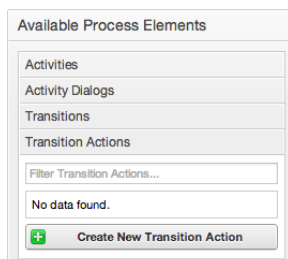 Available Process Elements
Activities
Activity Dialogs
Transitions
Transition Actions
Filter Transition Actions...
No data found.
Create New Transition Action